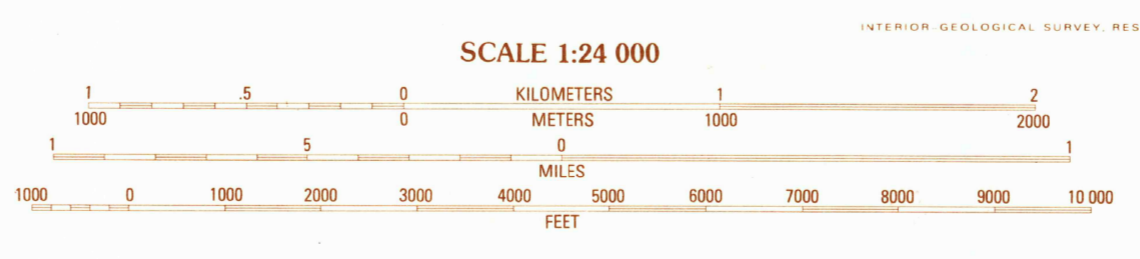 INTERIOR-GEOLOGICAL SURVEY, RES
SCALE 1:24 000
1 .5 0 KILOMETERS 1 2
1000 0 METERS 1000 2000
1 5 0 1
MILES
1000 0 1000 2000 3000 4000 5000 6000 7000 8000 9000 10 000
FEET